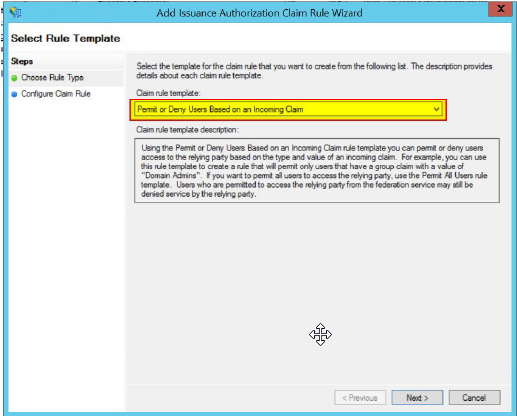 Add Issuance Authorization Claim Rule Wizard
X
Select Rule Template
Steps
Choose Rule Type
Configure Claim Rule
Select the template for the claim rule that you want to create from the following list. The description provides
details about each claim rule template.
Claim rule template:
Permit or Deny Users Based on an Incoming Claim
Claim rule template description:
Using the Permit or Deny Users Based on an Incoming Claim rule template you can permit or deny users
access to the relying party based on the type and value of an incoming claim. For example, you can use
this rule template to create a rule that will permit only users that have a group claim with a value of
"Domain Admins". If you want to permit all users to access the relying party, use the Permit All Users rule
template. Users who are permitted to access the relying party from the federation service may still be
denied service by the relying party.
< Previous
Next >
Cancel